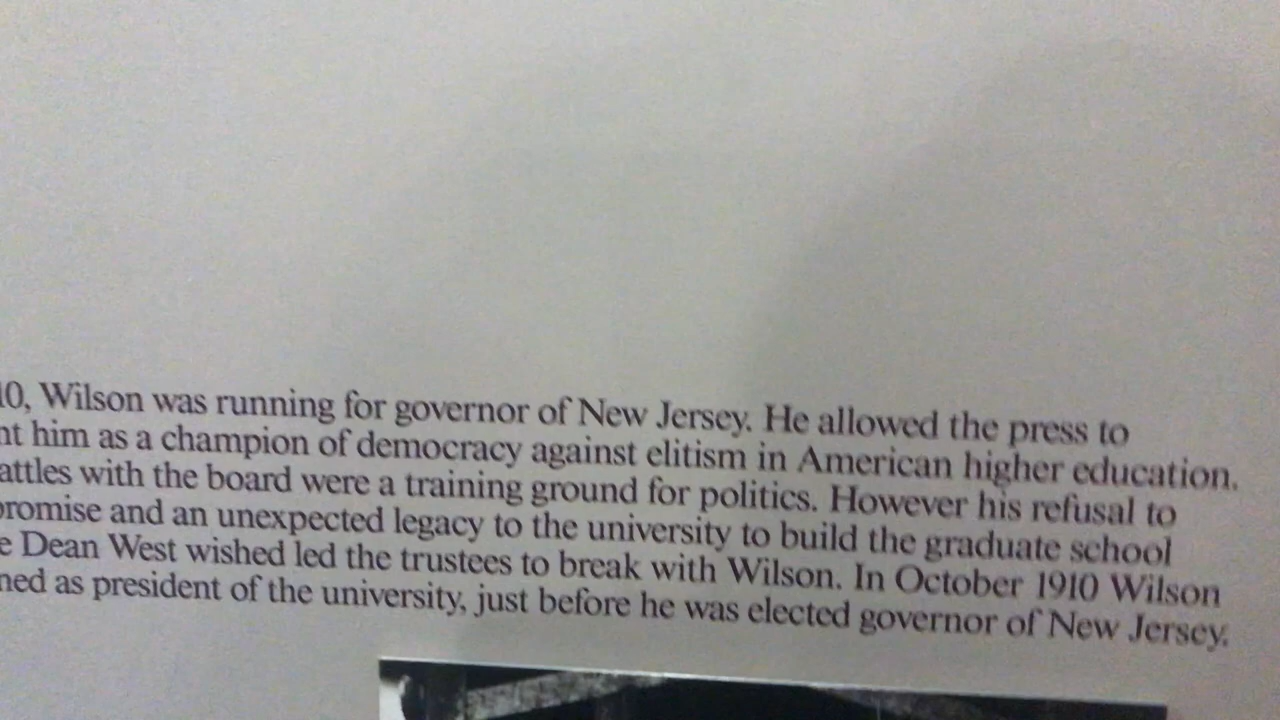 10, Wilson was running for governor of New Jersey. He allowed the press to
nt him as a champion of democracy against elitism in American higher education.
attles with the board were a training ground for politics. However his refusal to
promise and an unexpected legacy to the university to build the graduate school
e Dean West wished led the trustees to break with Wilson. In October 1910 Wilson
ned as president of the university, just before he was elected governor of New Jersey.